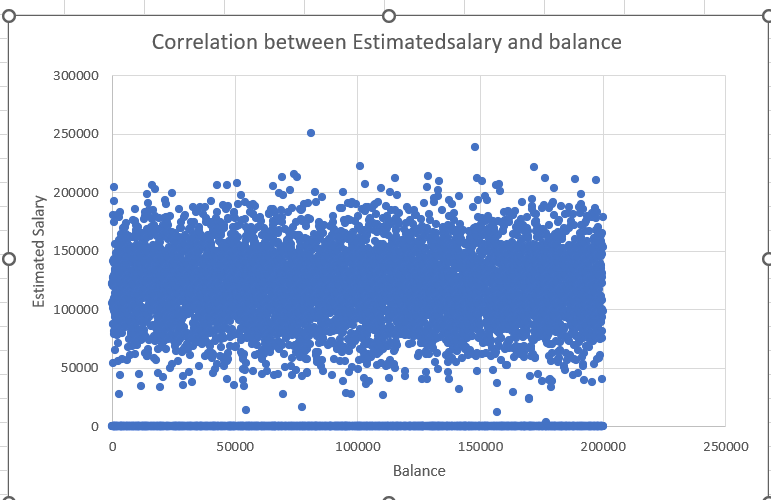 Correlation between Estimatedsalary and balance
300000
250000
200000
150000
100000
50000
0
Estimated Salary
0 50000 100000 150000 200000 250000
Balance